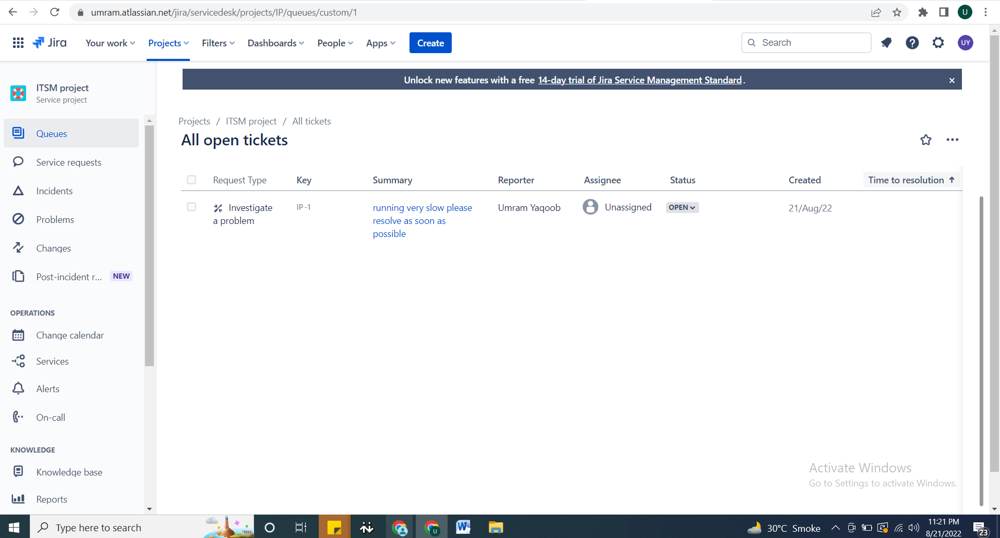 umram.atlassian.net/jira/servicedesk/projects/IP/queues/custom/1
U
Jira
Your work
Projects
Filters
Dashboards
People
Apps
Create
Search
UY
ITSM project
Service project
Unlock new features with a free 14-day trial of Jira Service Management Standard.
Queues
Service requests
Incidents
Problems
Changes
Post-incident r... NEW
OPERATIONS
Change calendar
Services
Alerts
On-call
KNOWLEDGE
Knowledge base
Reports
Projects / ITSM project / All tickets
All open tickets
Request Type Key Summary Reporter Assignee Status Created Time to resolution ↑
Investigate
a problem
IP-1
running very slow please
resolve as soon as
possible
Umram Yaqoob
Unassigned
OPEN
21/Aug/22
Activate Windows
Go to Settings to activate Windows.
Type here to search
U
W
30°C Smoke
11:21 PM
8/21/2022
23